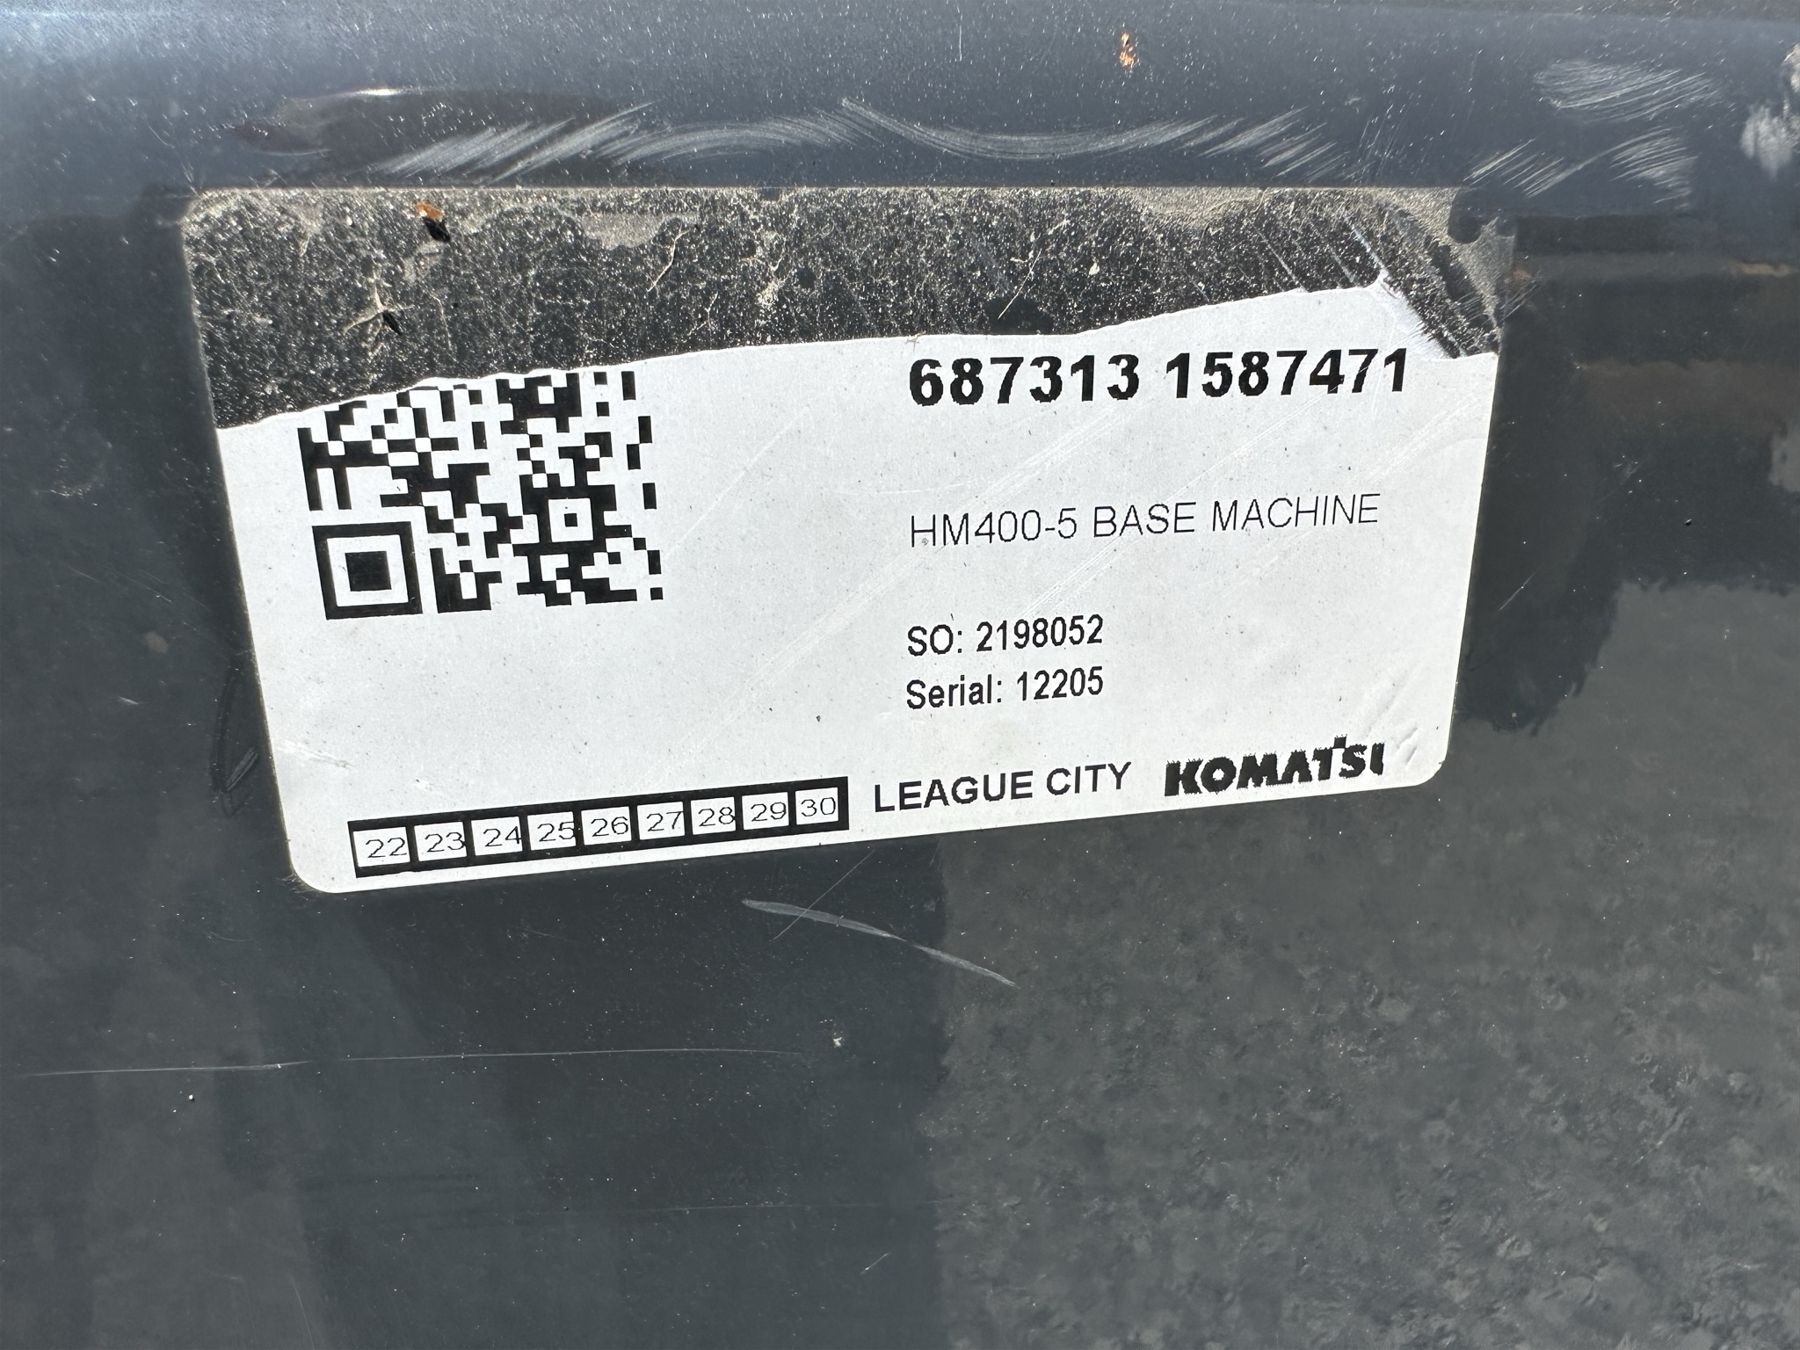 687313 1587471
HM400-5 BASE MACHINE
SO: 2198052
Serial: 12205
22 23 24 25 26 27 28 29 30 LEAGUE CITY KOMATSU